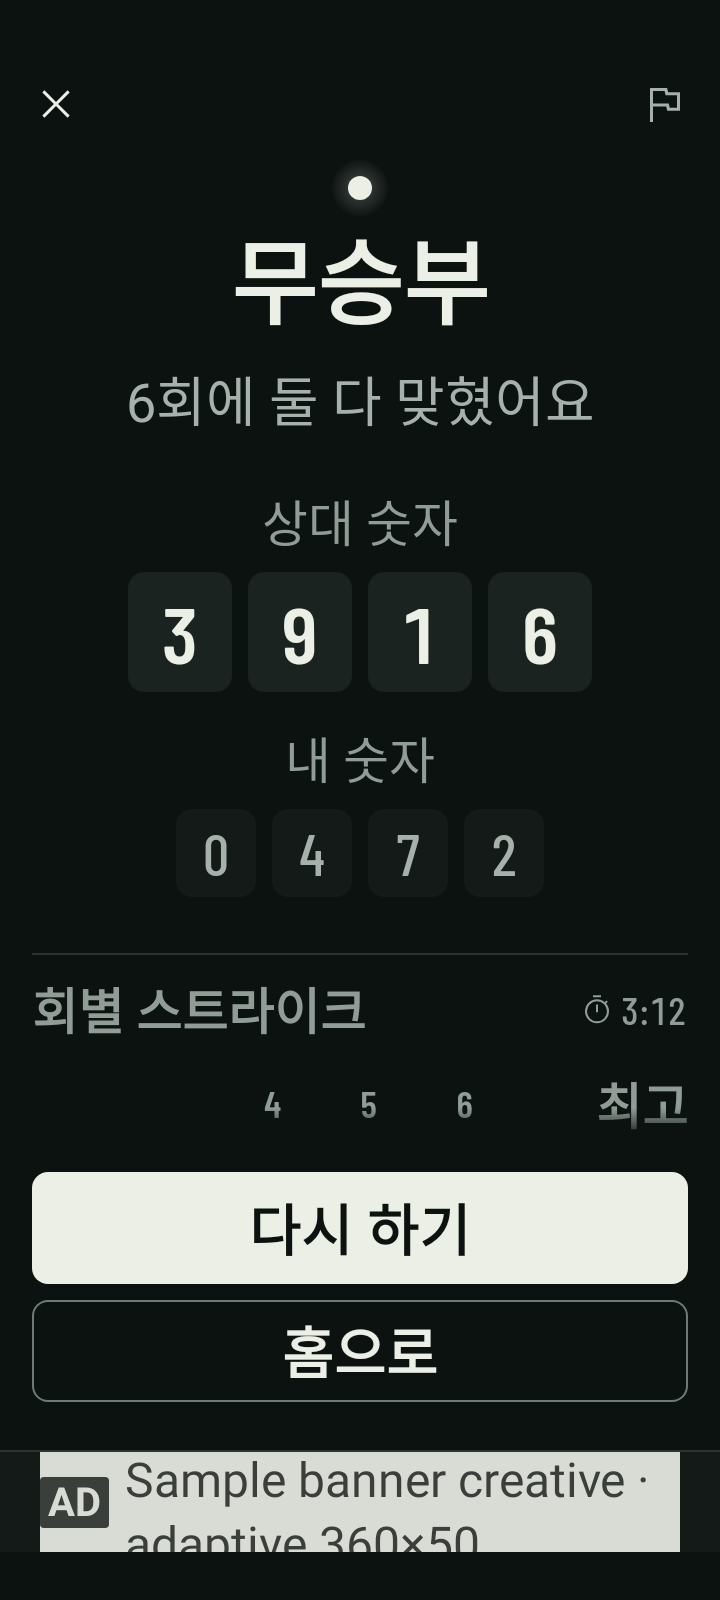 무승부
6회에 둘 다 맞혔어요
상대 숫자
3 9 1 6
내 숫자
0 4 7 2
회별 스트라이크 3:12
4 5 6 최고
다시 하기
홈으로
AD Sample banner creative ·
adaptive 360×50